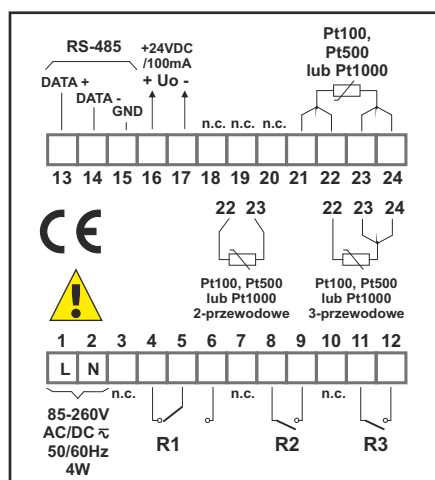 RS-485
+24VDC
/100mA
+ Uo -
DATA +
DATA -
GND
Pt100,
Pt500
lub Pt1000
n.c. n.c. n.c.
13 14 15 16 17 18 19 20 21 22 23 24
CE
22 23
Pt100, Pt500
lub Pt1000
2-przewodowe
22 23 24
Pt100, Pt500
lub Pt1000
3-przewodowe
!
1 2 3 4 5 6 7 8 9 10 11 12
L N
n.c. n.c. n.c.
85-260V
AC/DC
50/60Hz
4W
R1 R2 R3